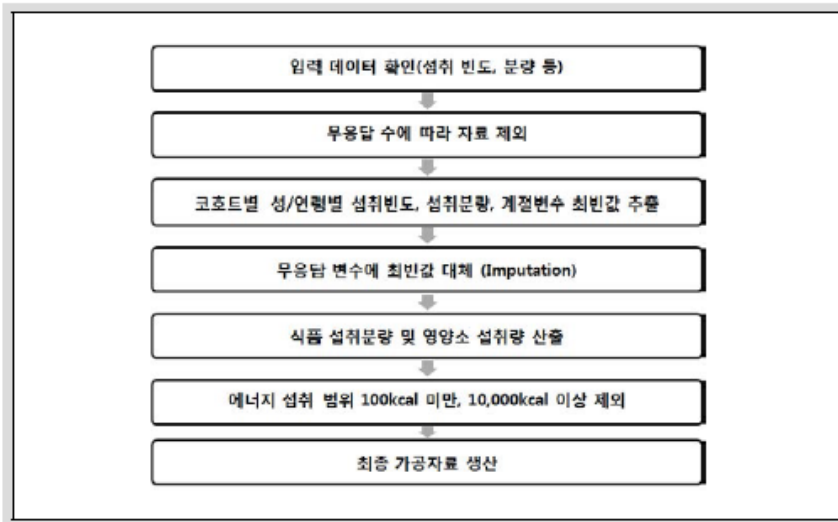 입력 데이터 확인(섭취 빈도, 분량 등)
무응답 수에 따라 자료 제외
코호트별 성/연령별 섭취빈도, 섭취분량, 계절변수 최빈값 추출
무응답 변수에 최빈값 대체 (Imputation)
식품 섭취분량 및 영양소 섭취량 산출
에너지 섭취 범위 100kcal 미만, 10,000kcal 이상 제외
최종 가공자료 생산